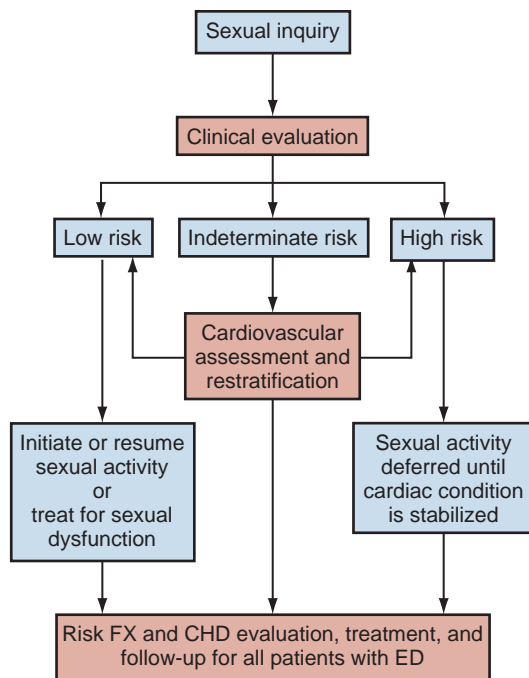 Sexual inquiry
Clinical evaluation
Low risk
Indeterminate risk
High risk
Cardiovascular
assessment and
restratification
Initiate or resume
sexual activity
or
treat for sexual
dysfunction
Sexual activity
deferred until
cardiac condition
is stabilized
Risk FX and CHD evaluation, treatment, and
follow-up for all patients with ED